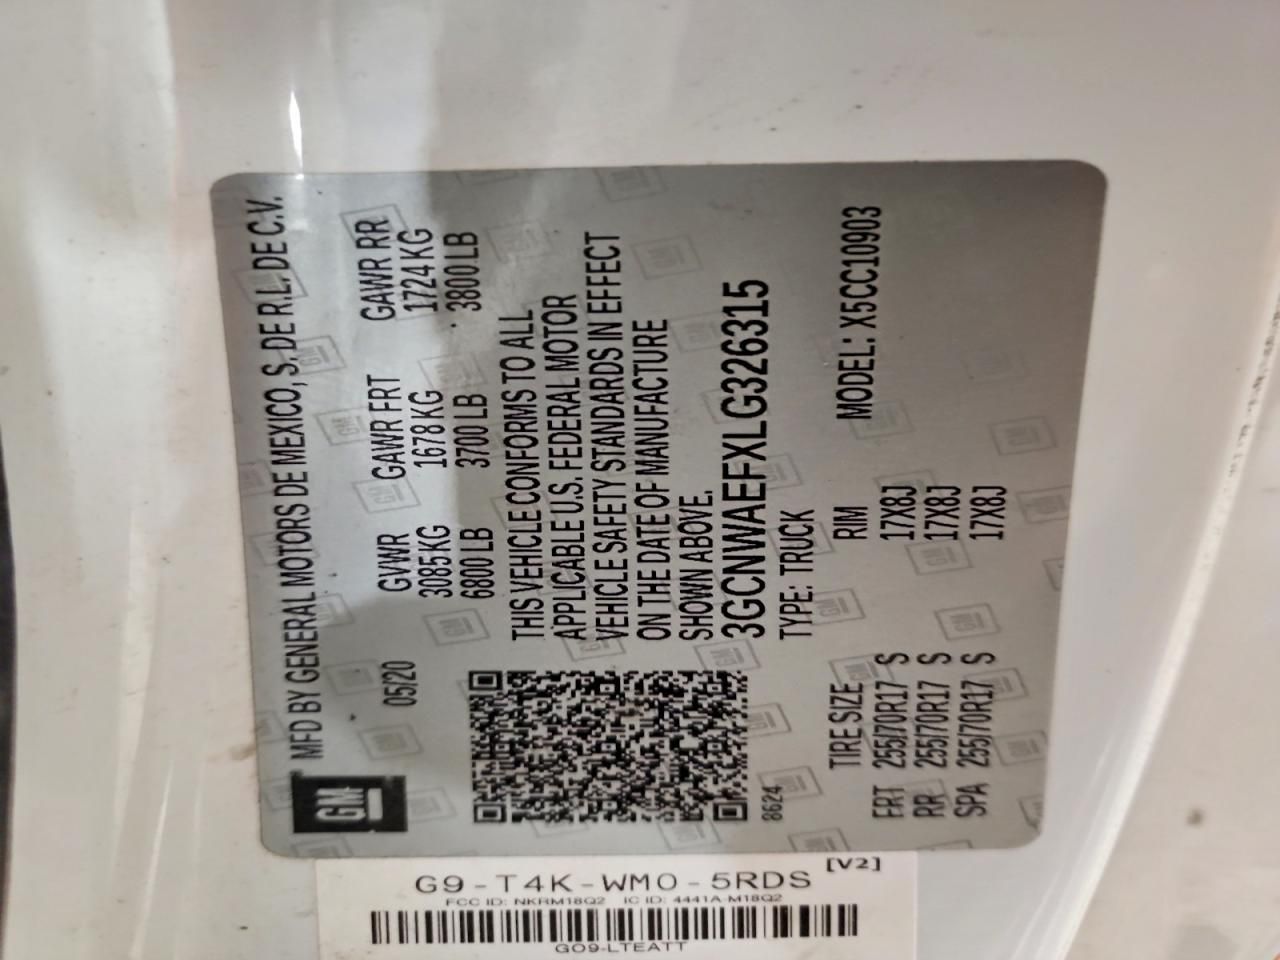 GM
MFD BY GENERAL MOTORS DE MEXICO, S. DE R.L. DE C.V.
05/20
GVWR GAWR FRT GAWR RR
3085 KG 1678 KG 1724 KG
6800 LB 3700 LB 3800 LB
THIS VEHICLE CONFORMS TO ALL
APPLICABLE U.S. FEDERAL MOTOR
VEHICLE SAFETY STANDARDS IN EFFECT
ON THE DATE OF MANUFACTURE
SHOWN ABOVE.
3GCNWAEFXLG326315
8624 TYPE: TRUCK
TIRE SIZE RIM MODEL: X5CC10903
FRT 255/70R17 S 17X8J
RR 255/70R17 S 17X8J
SPA 255/70R17 S 17X8J
[V2]
G9-T4K-WM0-5RDS
FCC ID: NKRM18Q2 IC ID: 4441A-M18Q2
GO9-LTEATT